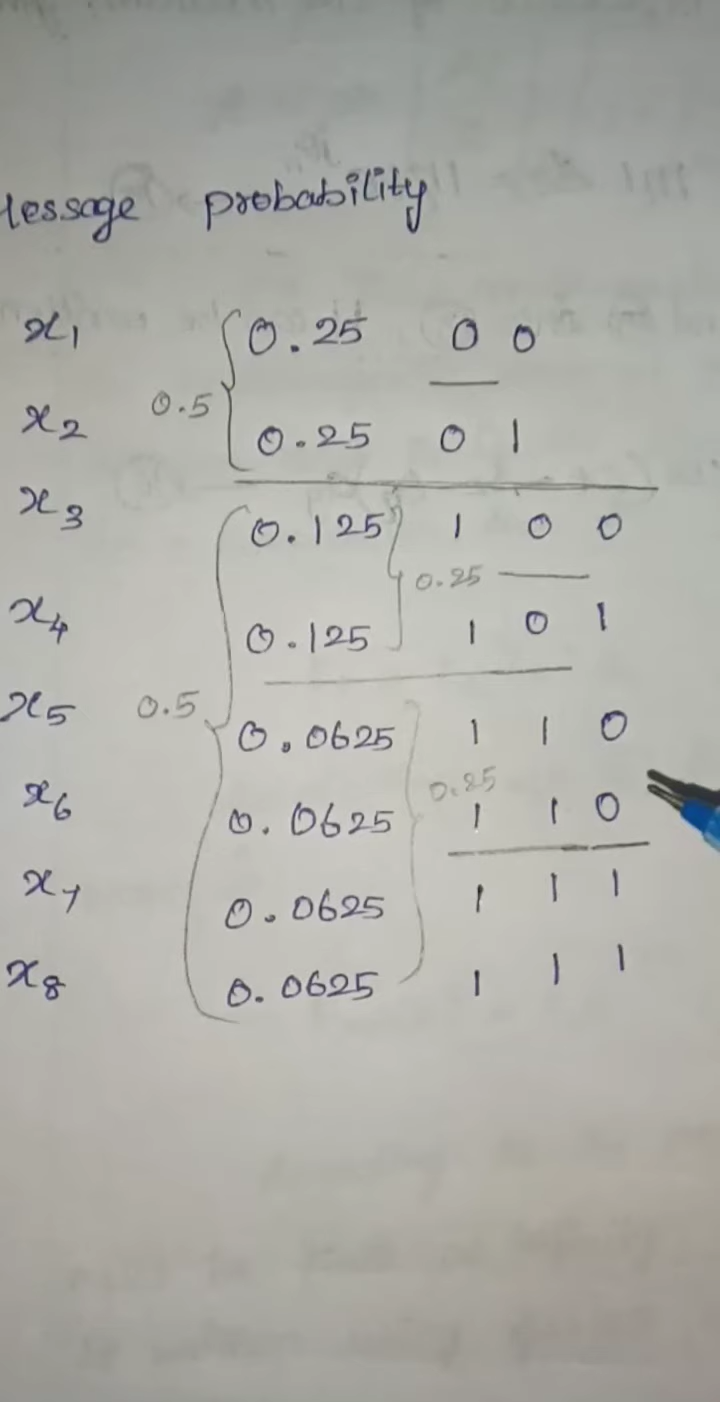 Message probability
x1 0.25 0 0
0.5
x2 0.25 0 1
x3 0.125 1 0 0
0.25
x4 0.125 1 0 1
x5 0.5 0.0625 1 1 0
0.25
x6 0.0625 1 1 0
x7 0.0625 1 1 1
x8 0.0625 1 1 1